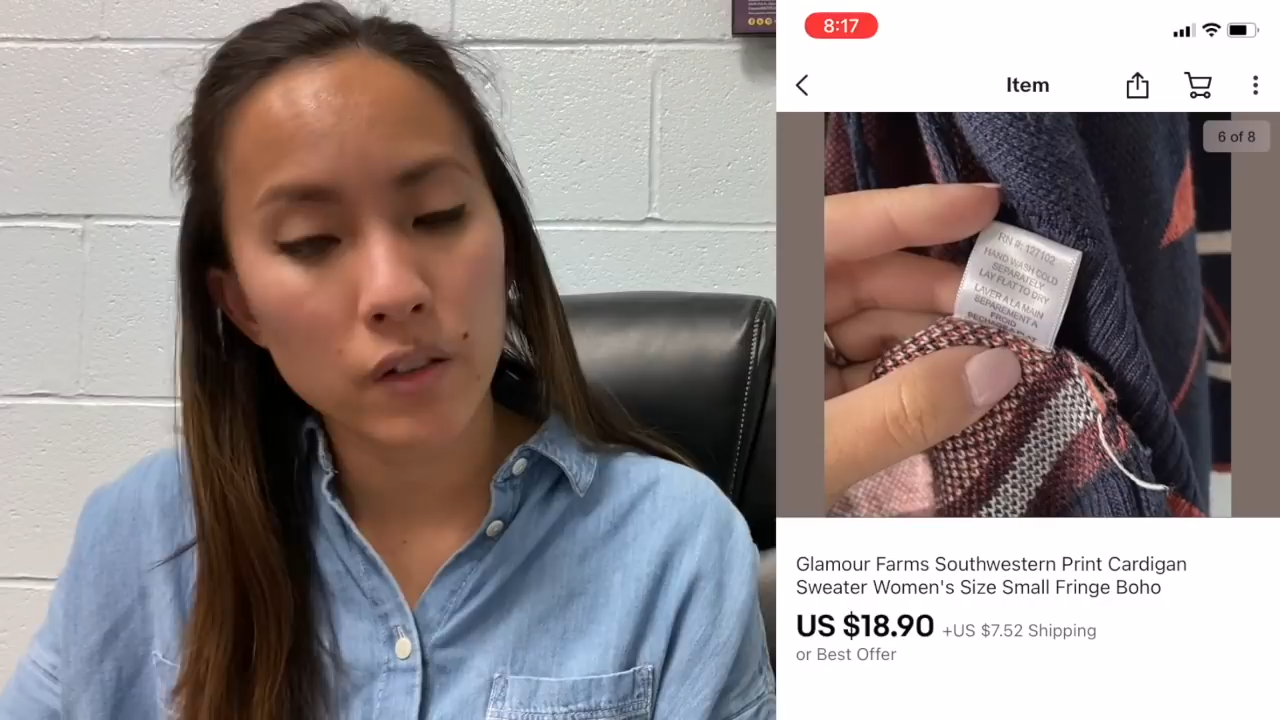 8:17
Item
6 of 8
RN #: 127102
HAND WASH COLD
SEPARATELY
LAY FLAT TO DRY
LAVER A LA MAIN
SEPAREMENT A
FROID
Glamour Farms Southwestern Print Cardigan
Sweater Women's Size Small Fringe Boho
US $18.90 +US $7.52 Shipping
or Best Offer